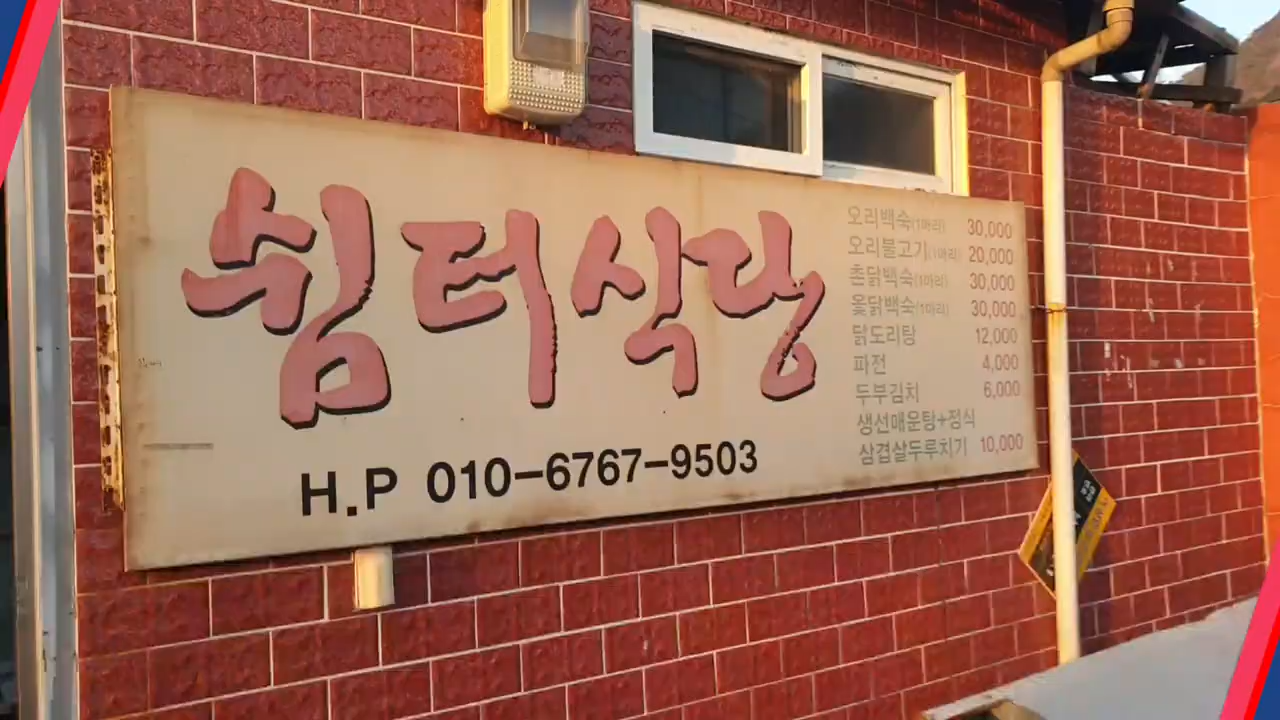 쉼터식당
H.P 010-6767-9503
오리백숙(1마리) 30,000
오리불고기(1마리) 20,000
촌닭백숙(1마리) 30,000
옻닭백숙(1마리) 30,000
닭도리탕 12,000
파전 4,000
두부김치 6,000
생선매운탕+정식
삼겹살두루치기 10,000